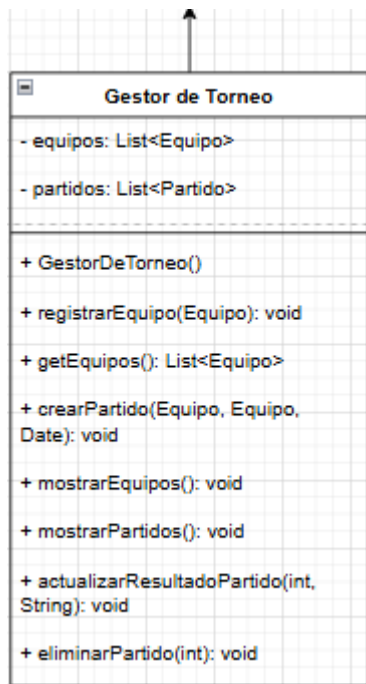 Gestor de Torneo
- equipos: List<Equipo>
- partidos: List<Partido>
+ GestorDeTorneo()
+ registrarEquipo(Equipo): void
+ getEquipos(): List<Equipo>
+ crearPartido(Equipo, Equipo,
Date): void
+ mostrarEquipos(): void
+ mostrarPartidos(): void
+ actualizarResultadoPartido(int,
String): void
+ eliminarPartido(int): void